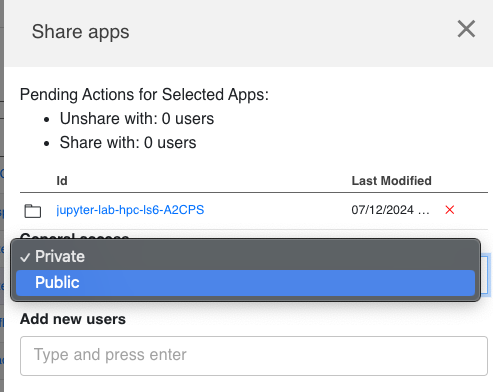 Share apps
Pending Actions for Selected Apps:
Unshare with: 0 users
Share with: 0 users
Id Last Modified
jupyter-lab-hpc-ls6-A2CPS 07/12/2024 ...
General access
✓ Private
Public
Add new users
Type and press enter